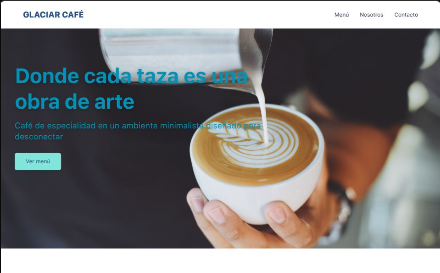 GLACIAR CAFÉ
Menú Nosotros Contacto
Donde cada taza es una
obra de arte
Café de especialidad en un ambiente minimalista diseñado para
desconectar
Ver menú